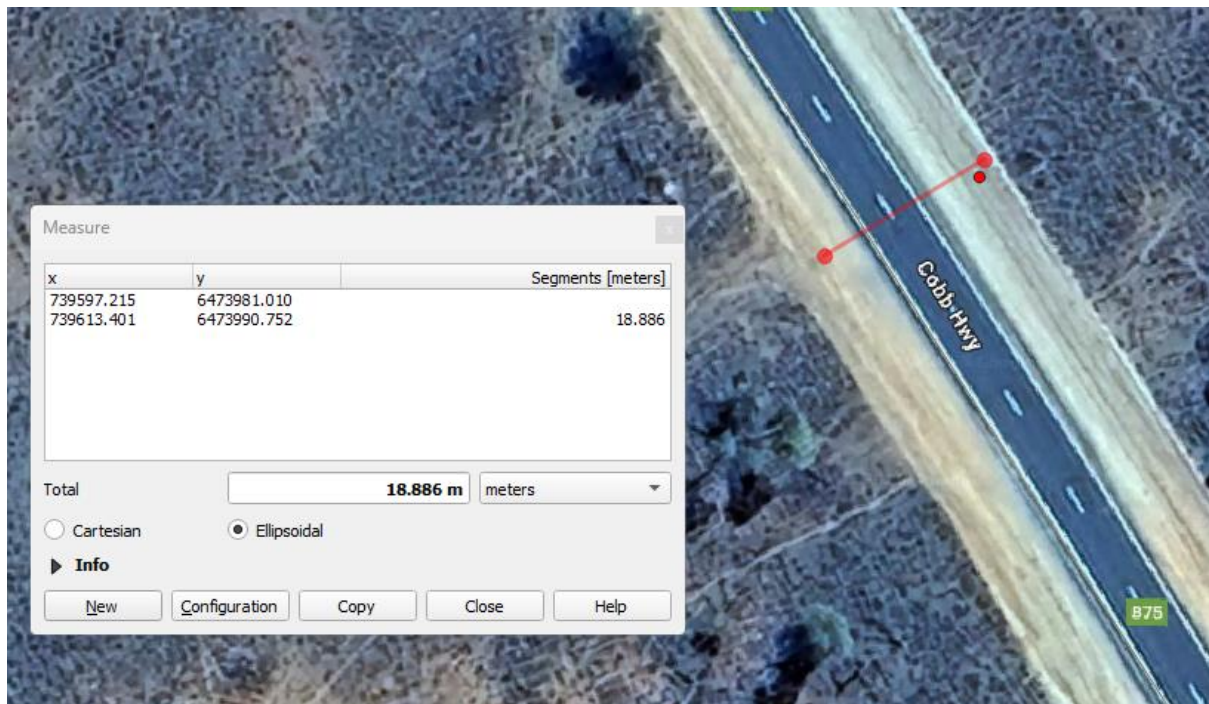 Measure
x y Segments [meters]
739597.215 6473981.010
739613.401 6473990.752 18.886
Total 18.886 m meters
Cartesian Ellipsoidal
Info
New Configuration Copy Close Help
Cobb Hwy
B75